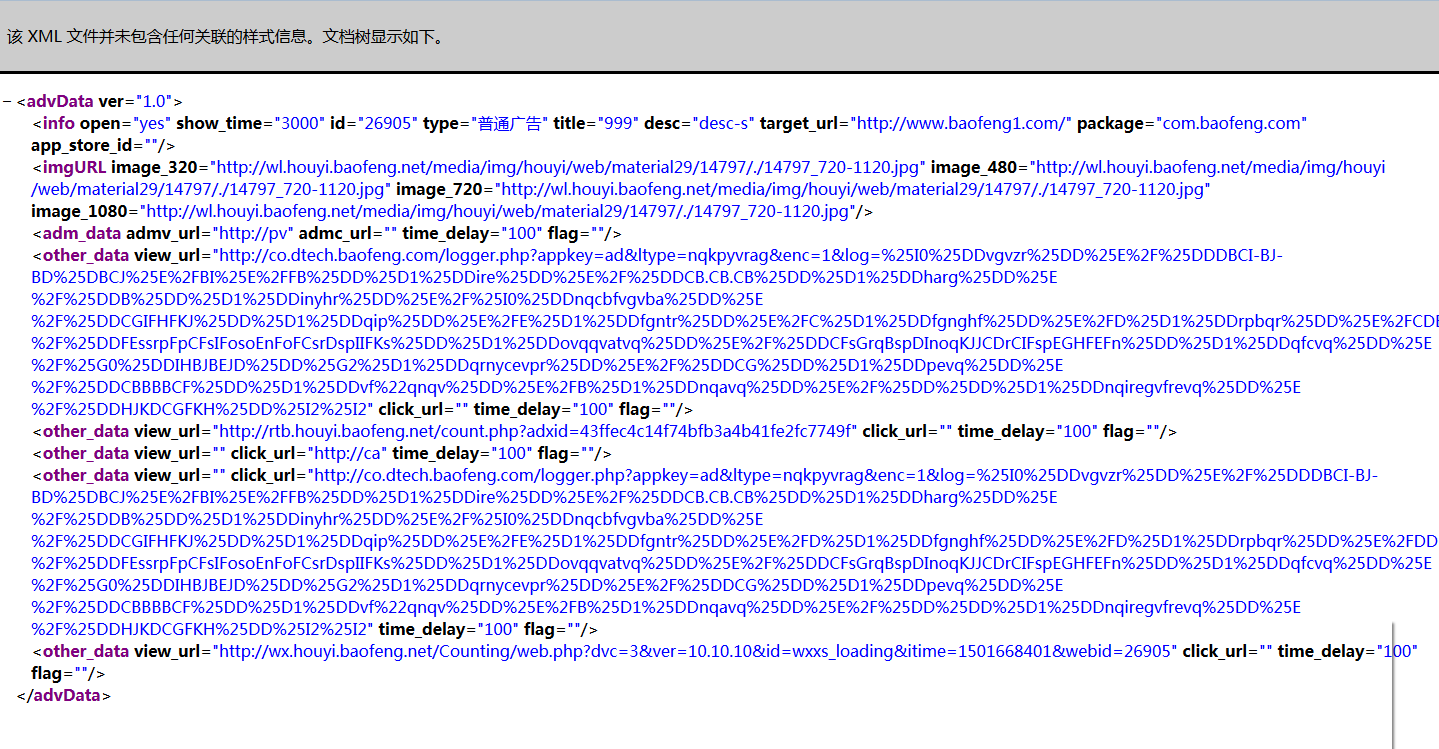 该 XML 文件并未包含任何关联的样式信息。文档树显示如下。
−<advData ver="1.0">
<info open="yes" show_time="3000" id="26905" type="普通广告" title="999" desc="desc-s" target_url="http://www.baofeng1.com/" package="com.baofeng.com"
app_store_id=""/>
<imgURL image_320="http://wl.houyi.baofeng.net/media/img/houyi/web/material29/14797/./14797_720-1120.jpg" image_480="http://wl.houyi.baofeng.net/media/img/houyi
/web/material29/14797/./14797_720-1120.jpg" image_720="http://wl.houyi.baofeng.net/media/img/houyi/web/material29/14797/./14797_720-1120.jpg"
image_1080="http://wl.houyi.baofeng.net/media/img/houyi/web/material29/14797/./14797_720-1120.jpg"/>
<adm_data admv_url="http://pv" admc_url="" time_delay="100" flag=""/>
<other_data view_url="http://co.dtech.baofeng.com/logger.php?appkey=ad&ltype=nqkpyvrag&enc=1&log=%25I0%25DDvgvzr%25DD%25E%2F%25DDDBCI-BJ-
BD%25DBCJ%25E%2FBI%25E%2FFB%25DD%25D1%25DDire%25DD%25E%2F%25DDCB.CB.CB%25DD%25D1%25DDharg%25DD%25E
%2F%25DDB%25DD%25D1%25DDinyhr%25DD%25E%2F%25I0%25DDnqcbfvgvba%25DD%25E
%2F%25DDCGIFHFKJ%25DD%25D1%25DDqip%25DD%25E%2FE%25D1%25DDfgntr%25DD%25E%2FC%25D1%25DDfgnghf%25DD%25E%2FD%25D1%25DDrpbqr%25DD%25E%2FCDB
%2F%25DDFEssrpFpCFsIFosoEnFoFCsrDspIIFKs%25DD%25D1%25DDovqqvatvq%25DD%25E%2F%25DDCFsGrqBspDInoqKJJCDrCIFspEGHFEFn%25DD%25D1%25DDqfcvq%25DD%25E
%2F%25G0%25DDIHBJBEJD%25DD%25G2%25D1%25DDqrnycevpr%25DD%25E%2F%25DDCG%25DD%25D1%25DDpevq%25DD%25E
%2F%25DDCBBBBCF%25DD%25D1%25DDvf%22qnqv%25DD%25E%2FB%25D1%25DDnqavq%25DD%25E%2F%25DD%25DD%25D1%25DDnqiregvfrevq%25DD%25E
%2F%25DDHJKDCGFKH%25DD%25I2%25I2" click_url="" time_delay="100" flag=""/>
<other_data view_url="http://rtb.houyi.baofeng.net/count.php?adxid=43ffec4c14f74bfb3a4b41fe2fc7749f" click_url="" time_delay="100" flag=""/>
<other_data view_url="" click_url="http://ca" time_delay="100" flag=""/>
<other_data view_url="" click_url="http://co.dtech.baofeng.com/logger.php?appkey=ad&ltype=nqkpyvrag&enc=1&log=%25I0%25DDvgvzr%25DD%25E%2F%25DDDBCI-BJ-
BD%25DBCJ%25E%2FBI%25E%2FFB%25DD%25D1%25DDire%25DD%25E%2F%25DDCB.CB.CB%25DD%25D1%25DDharg%25DD%25E
%2F%25DDB%25DD%25D1%25DDinyhr%25DD%25E%2F%25I0%25DDnqcbfvgvba%25DD%25E
%2F%25DDCGIFHFKJ%25DD%25D1%25DDqip%25DD%25E%2FE%25D1%25DDfgntr%25DD%25E%2FD%25D1%25DDfgnghf%25DD%25E%2FD%25D1%25DDrpbqr%25DD%25E%2FDD
%2F%25DDFEssrpFpCFsIFosoEnFoFCsrDspIIFKs%25DD%25D1%25DDovqqvatvq%25DD%25E%2F%25DDCFsGrqBspDInoqKJJCDrCIFspEGHFEFn%25DD%25D1%25DDqfcvq%25DD%25E
%2F%25G0%25DDIHBJBEJD%25DD%25G2%25D1%25DDqrnycevpr%25DD%25E%2F%25DDCG%25DD%25D1%25DDpevq%25DD%25E
%2F%25DDCBBBBCF%25DD%25D1%25DDvf%22qnqv%25DD%25E%2FB%25D1%25DDnqavq%25DD%25E%2F%25DD%25DD%25D1%25DDnqiregvfrevq%25DD%25E
%2F%25DDHJKDCGFKH%25DD%25I2%25I2" time_delay="100" flag=""/>
<other_data view_url="http://wx.houyi.baofeng.net/Counting/web.php?dvc=3&ver=10.10.10&id=wxxs_loading&itime=1501668401&webid=26905" click_url="" time_delay="100"
flag=""/>
</advData>